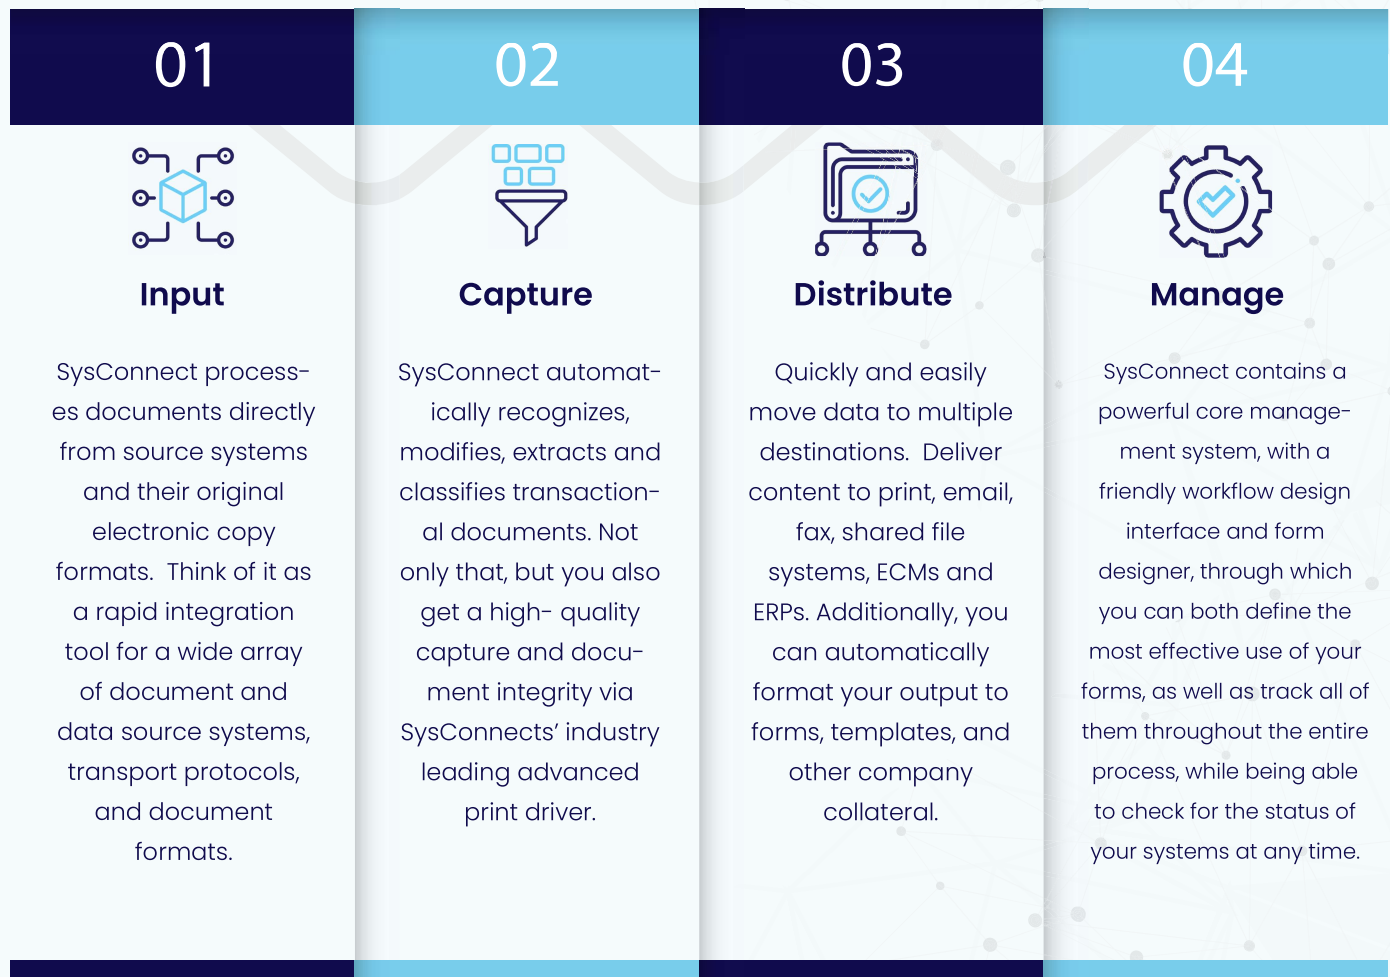 01
Input
SysConnect process-
es documents directly
from source systems
and their original
electronic copy
formats.  Think of it as
a rapid integration
tool for a wide array
of document and
data source systems,
transport protocols,
and document
formats.
02
Capture
SysConnect automat-
ically recognizes,
modifies, extracts and
classifies transaction-
al documents. Not
only that, but you also
get a high- quality
capture and docu-
ment integrity via
SysConnects’ industry
leading advanced
print driver.
03
Distribute
Quickly and easily
move data to multiple
destinations.  Deliver
content to print, email,
fax, shared file
systems, ECMs and
ERPs. Additionally, you
can automatically
format your output to
forms, templates, and
other company
collateral.
04
Manage
SysConnect contains a
powerful core manage-
ment system, with a
friendly workflow design
interface and form
designer, through which
you can both define the
most effective use of your
forms, as well as track all of
them throughout the entire
process, while being able
to check for the status of
your systems at any time.